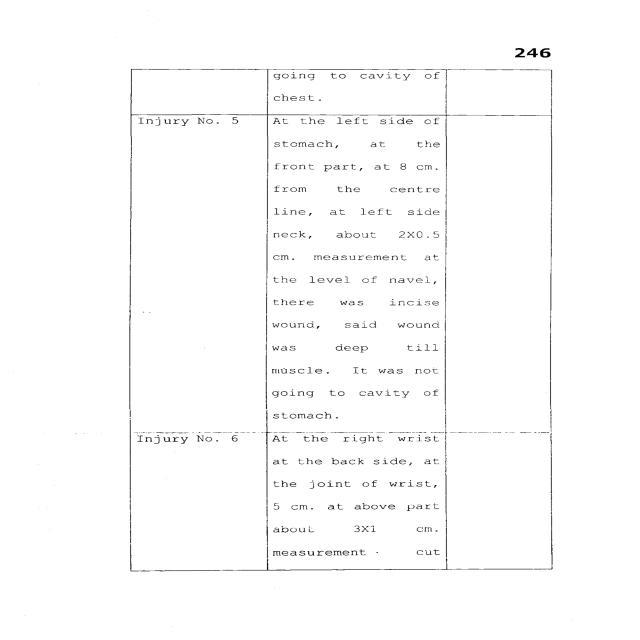 246
going to cavity of
chest.
Injury No. 5
At the left side of
stomach, at the
front part, at 8 cm.
from the centre
line, at left side
neck, about 2X0.5
cm. measurement at
the level of navel,
there was incise
wound, said wound
was deep till
muscle. It was not
going to cavity of
stomach.
Injury No. 6
At the right wrist
at the back side, at
the joint of wrist,
5 cm. at above part
about 3X1 cm.
measurement cut